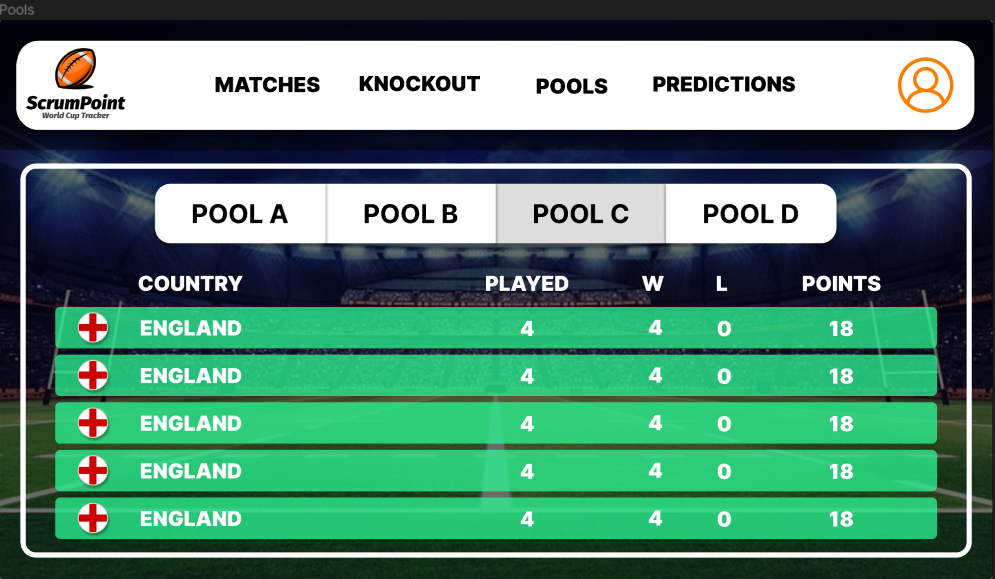 Pools
ScrumPoint
World Cup Tracker
MATCHES KNOCKOUT POOLS PREDICTIONS
POOL A POOL B POOL C POOL D
COUNTRY PLAYED W L POINTS
ENGLAND 4 4 0 18
ENGLAND 4 4 0 18
ENGLAND 4 4 0 18
ENGLAND 4 4 0 18
ENGLAND 4 4 0 18